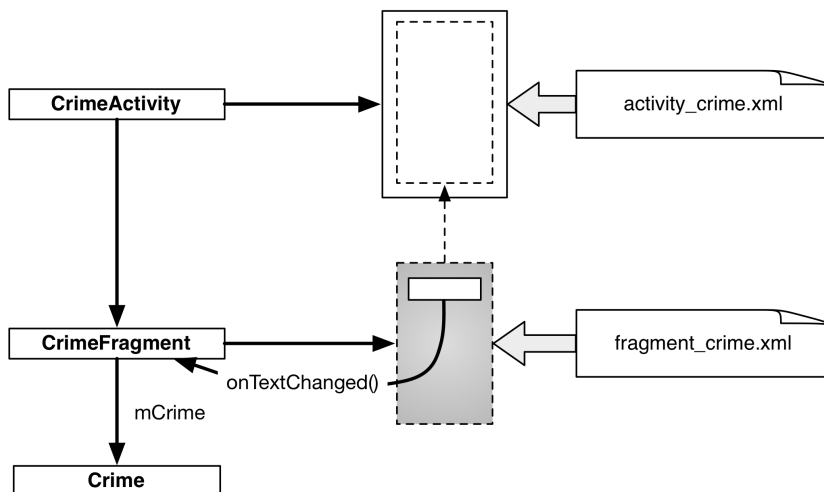 CrimeActivity
activity_crime.xml
CrimeFragment
fragment_crime.xml
onTextChanged()
mCrime
Crime